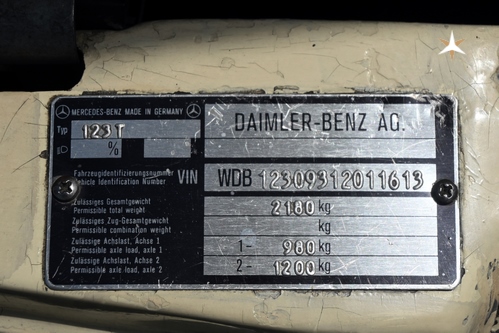 MERCEDES-BENZ MADE IN GERMANY
Typ 123T
%
DAIMLER-BENZ AG.
Fahrzeugidentifizierungsnummer
Vehicle Identification Number
VIN
WDB 12309312011613
Zulässiges Gesamtgewicht
Permissible total weight
2180 kg
Zulässiges Zug-Gesamtgewicht
Permissible combination weight
kg
Zulässige Achslast, Achse 1
Permissible axle load, axle 1
1- 980 kg
Zulässige Achslast, Achse 2
Permissible axle load, axle 2
2- 1200 kg